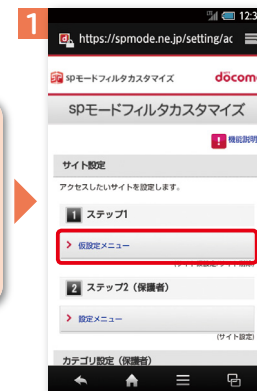 1
12:3
https://spmode.ne.jp/setting/ac
spモードフィルタカスタマイズ
docomo
spモードフィルタカスタマイズ
! 機能説明
サイト設定
アクセスしたいサイトを設定します。
1 ステップ1
> 仮設定メニュー
2 ステップ2（保護者）
> 設定メニュー
(サイト設定)
カテゴリ設定（保護者）